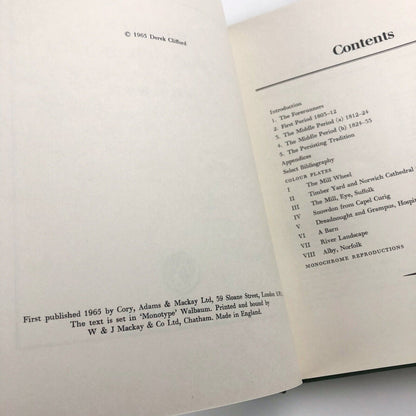 © 1965 Derek Clifford
First published 1965 by Cory, Adams & Mackay Ltd, 39 Sloane Street, London
The text is set in 'Monotype' Walbaum. Printed and bound by
W & J Mackay & Co Ltd, Chatham. Made in England.
Contents
Introduction
1. The Forerunners
2. First Period 1803–12
3. The Middle Period (a) 1812–24
4. The Middle Period (b) 1824–33
5. The Persisting Tradition
Appendices
Select Bibliography
COLOUR PLATES
I The Mill Wheel
II Timber Yard and Norwich Cathedral
III The Mill, Eye, Suffolk
IV Snowdon from Capel Curig
V Dreadnought and Grampus, Hospi
VI A Barn
VII River Landscape
VIII Alby, Norfolk
MONOCHROME REPRODUCTIONS